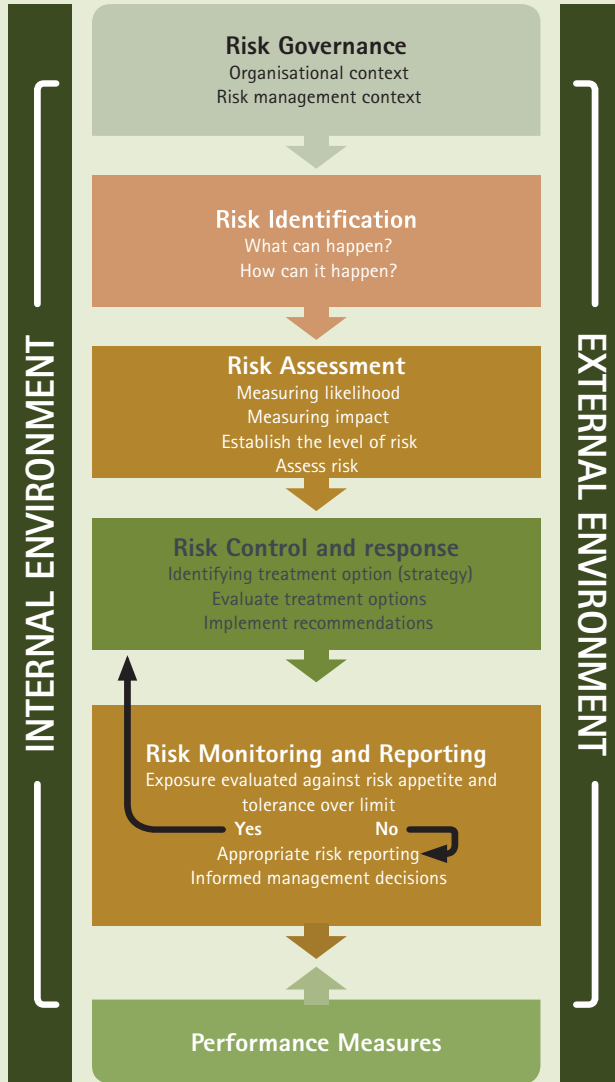 INTERNAL ENVIRONMENT
Risk Governance
Organisational context
Risk management context
Risk Identification
What can happen?
How can it happen?
Risk Assessment
Measuring likelihood
Measuring impact
Establish the level of risk
Assess risk
Risk Control and response
Identifying treatment option (strategy)
Evaluate treatment options
Implement recommendations
Risk Monitoring and Reporting
Exposure evaluated against risk appetite and
tolerance over limit
Yes No
Appropriate risk reporting
Informed management decisions
Performance Measures
EXTERNAL ENVIRONMENT